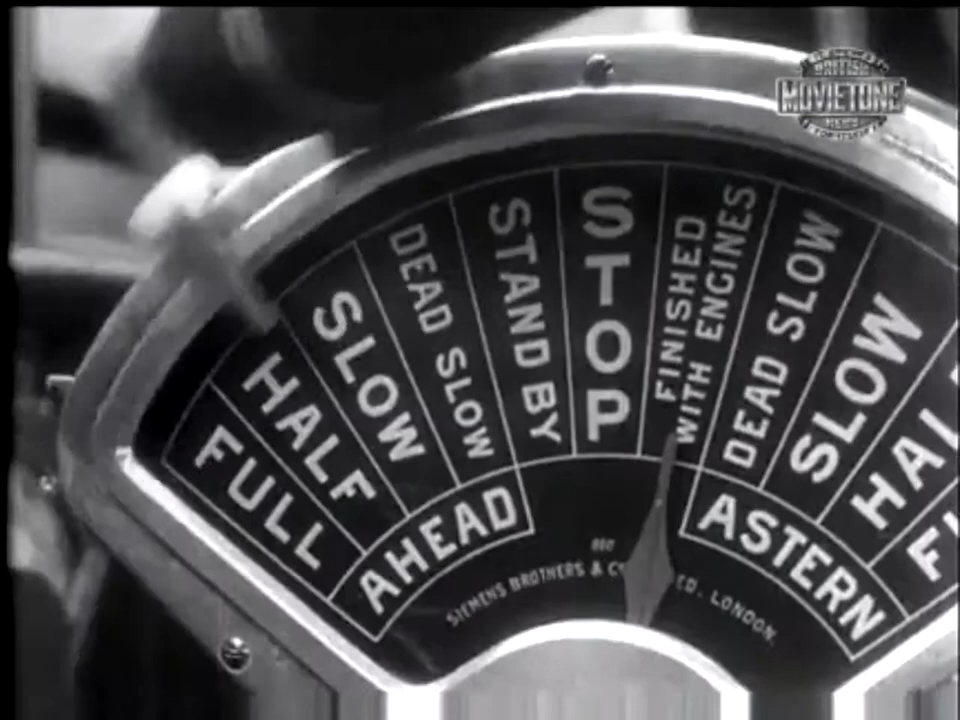 BRITISH
MOVIETONE
NEWS
FULL
HALF
SLOW
DEAD SLOW
STAND BY
STOP
FINISHED
WITH ENGINES
DEAD SLOW
SLOW
AHEAD
ASTERN
SIEMENS BROTHERS & CO
LONDON.